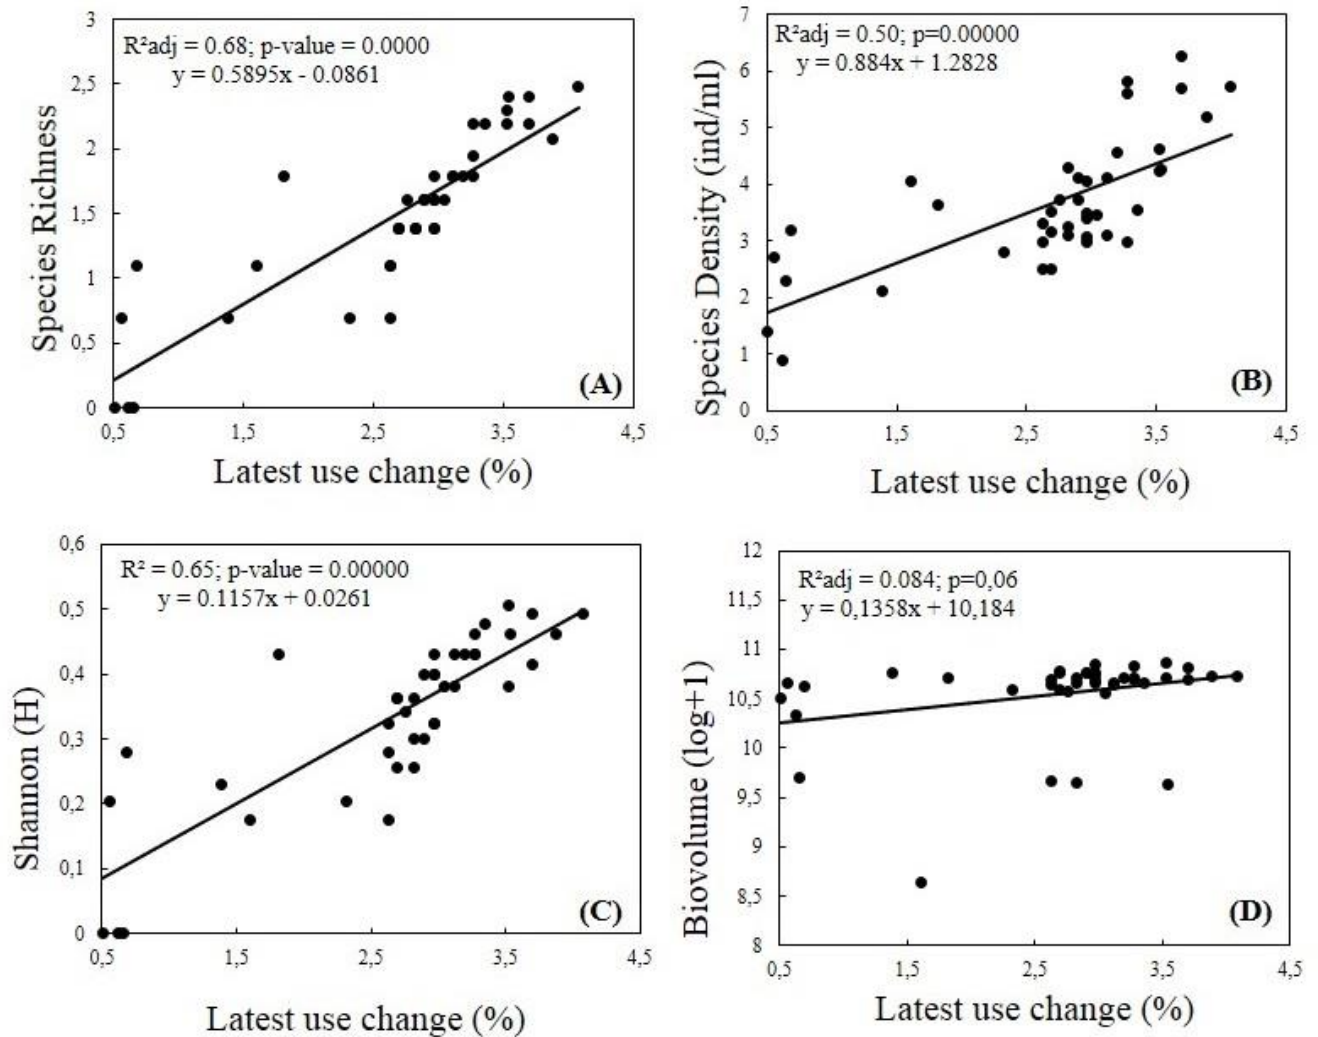 3
R²adj = 0.68; p-value = 0.0000
y = 0.5895x - 0.0861
2,5
2
1,5
1
0,5
0
Species Richness
(A)
0,5 1,5 2,5 3,5 4,5
Latest use change (%)
7
R²adj = 0.50; p=0.00000
y = 0.884x + 1.2828
6
5
4
3
2
1
0
Species Density (ind/ml)
(B)
0,5 1,5 2,5 3,5 4,5
Latest use change (%)
0,6
R² = 0.65; p-value = 0.00000
y = 0.1157x + 0.0261
0,5
0,4
0,3
0,2
0,1
0
Shannon (H)
(C)
0,5 1,5 2,5 3,5 4,5
Latest use change (%)
12
R²adj = 0.084; p=0,06
y = 0,1358x + 10,184
11,5
11
10,5
10
9,5
9
8,5
8
Biovolume (log+1)
(D)
0,5 1,5 2,5 3,5 4,5
Latest use change (%)